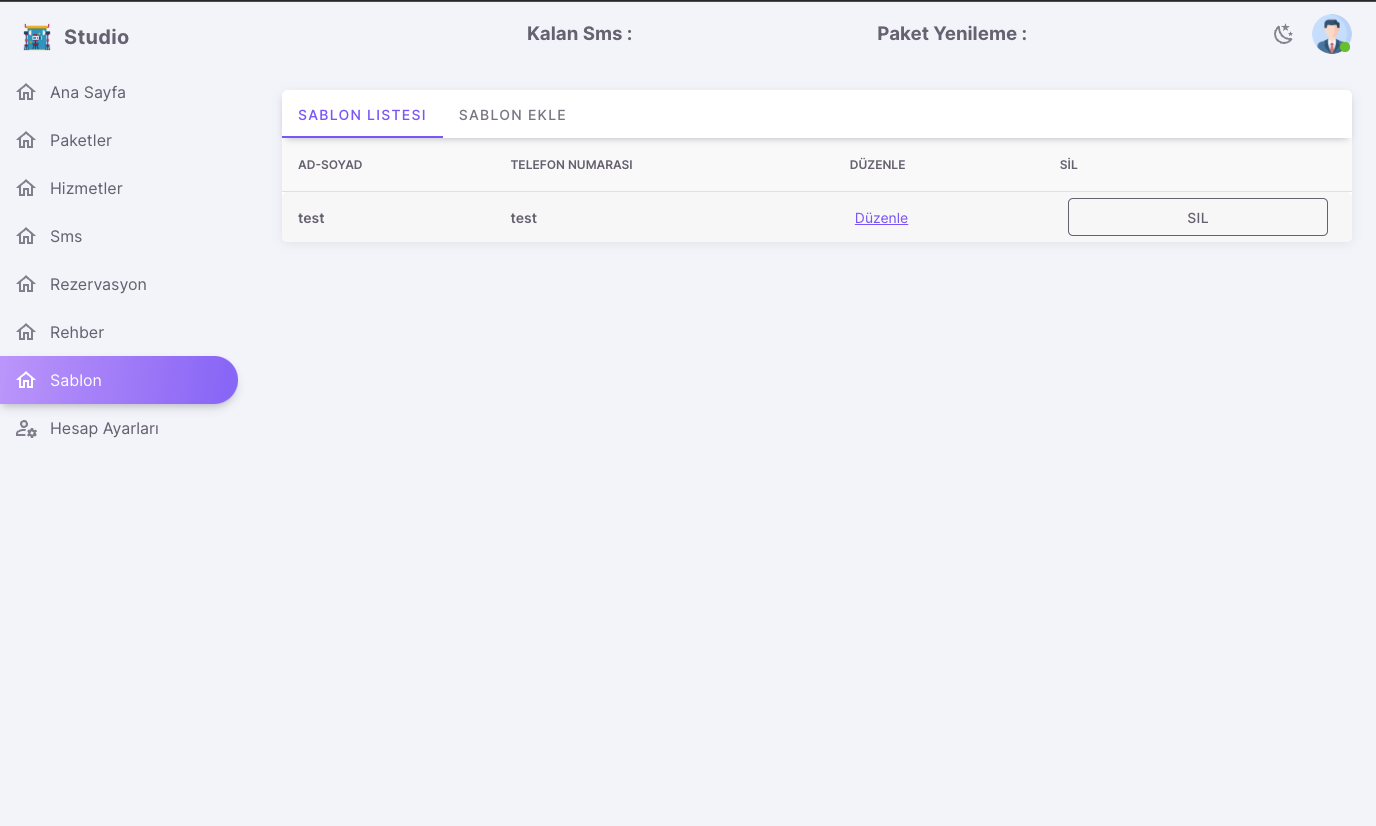 Studio
Kalan Sms :
Paket Yenileme :
Ana Sayfa
Paketler
Hizmetler
Sms
Rezervasyon
Rehber
Sablon
Hesap Ayarları
SABLON LISTESI
SABLON EKLE
AD-SOYAD
TELEFON NUMARASI
DÜZENLE
SİL
test
test
Düzenle
SIL